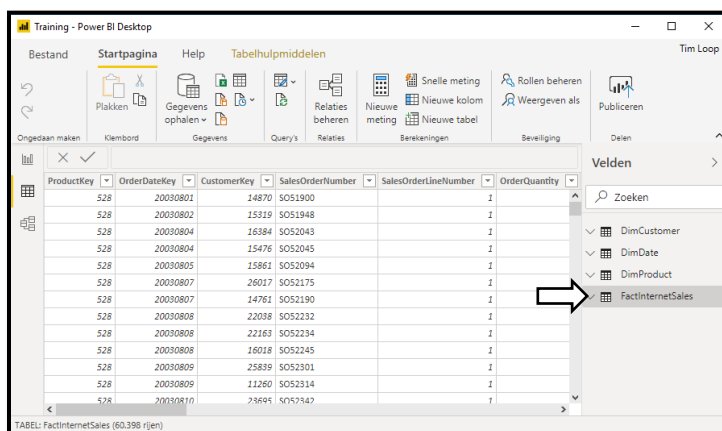 Training - Power BI Desktop
Bestand Startpagina Help Tabelhulpmiddelen Tim Loop
Plakken
Gegevens ophalen
Relaties beheren
Nieuwe meting
Snelle meting
Nieuwe kolom
Nieuwe tabel
Rollen beheren
Weergeven als
Publiceren
Ongedaan maken Klembord Gegevens Query's Relaties Berekeningen Beveiliging Delen
ProductKey OrderDateKey CustomerKey SalesOrderNumber SalesOrderLineNumber OrderQuantity
528 20030801 14870 SO51900 1
528 20030802 15319 SO51948 1
528 20030804 16384 SO52043 1
528 20030804 15476 SO52045 1
528 20030805 15861 SO52094 1
528 20030807 26017 SO52175 1
528 20030807 14761 SO52190 1
528 20030808 22038 SO52232 1
528 20030808 22163 SO52234 1
528 20030808 16018 SO52245 1
528 20030809 25839 SO52301 1
528 20030809 11260 SO52314 1
528 20030810 23695 SO52342 1
Velden
Zoeken
DimCustomer
DimDate
DimProduct
FactInternetSales
TABEL: FactInternetSales (60.398 rijen)